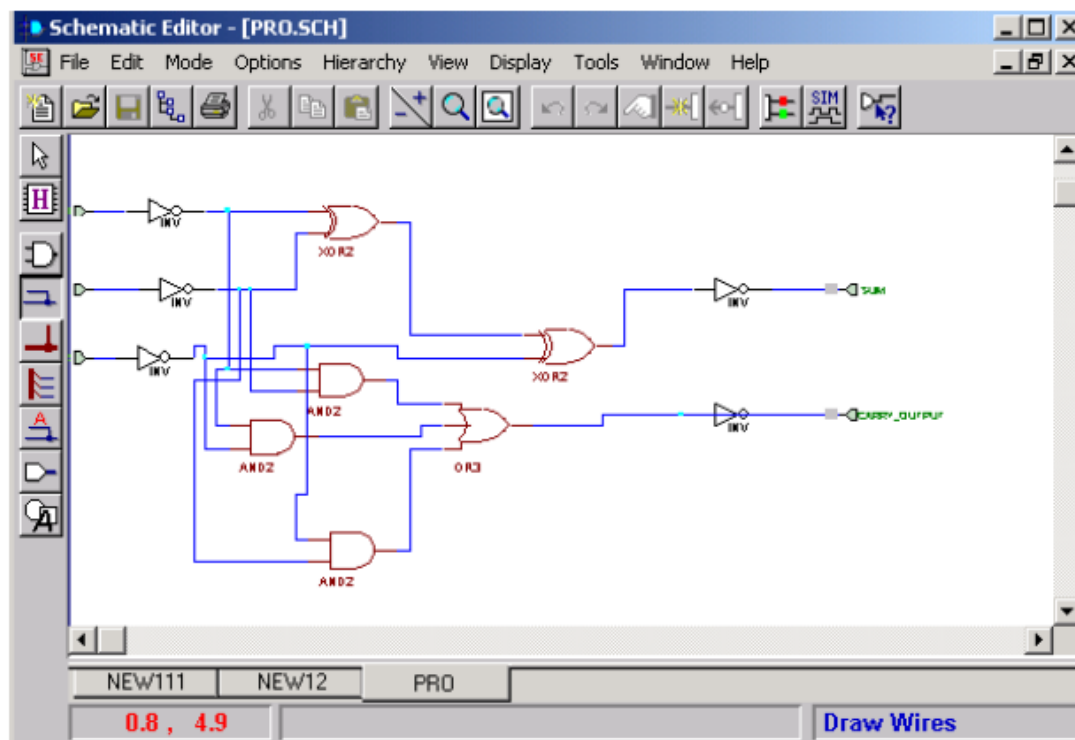 Schematic Editor - [PRO.SCH]
File Edit Mode Options Hierarchy View Display Tools Window Help
SIM
H
A
A
INV
XOR2
INV
INV
SUM
INV
XOR2
AND2
CARRY_OUTPUT
INV
AND2
OR3
AND2
NEW111 NEW12 PRO
0.8 , 4.9 Draw Wires